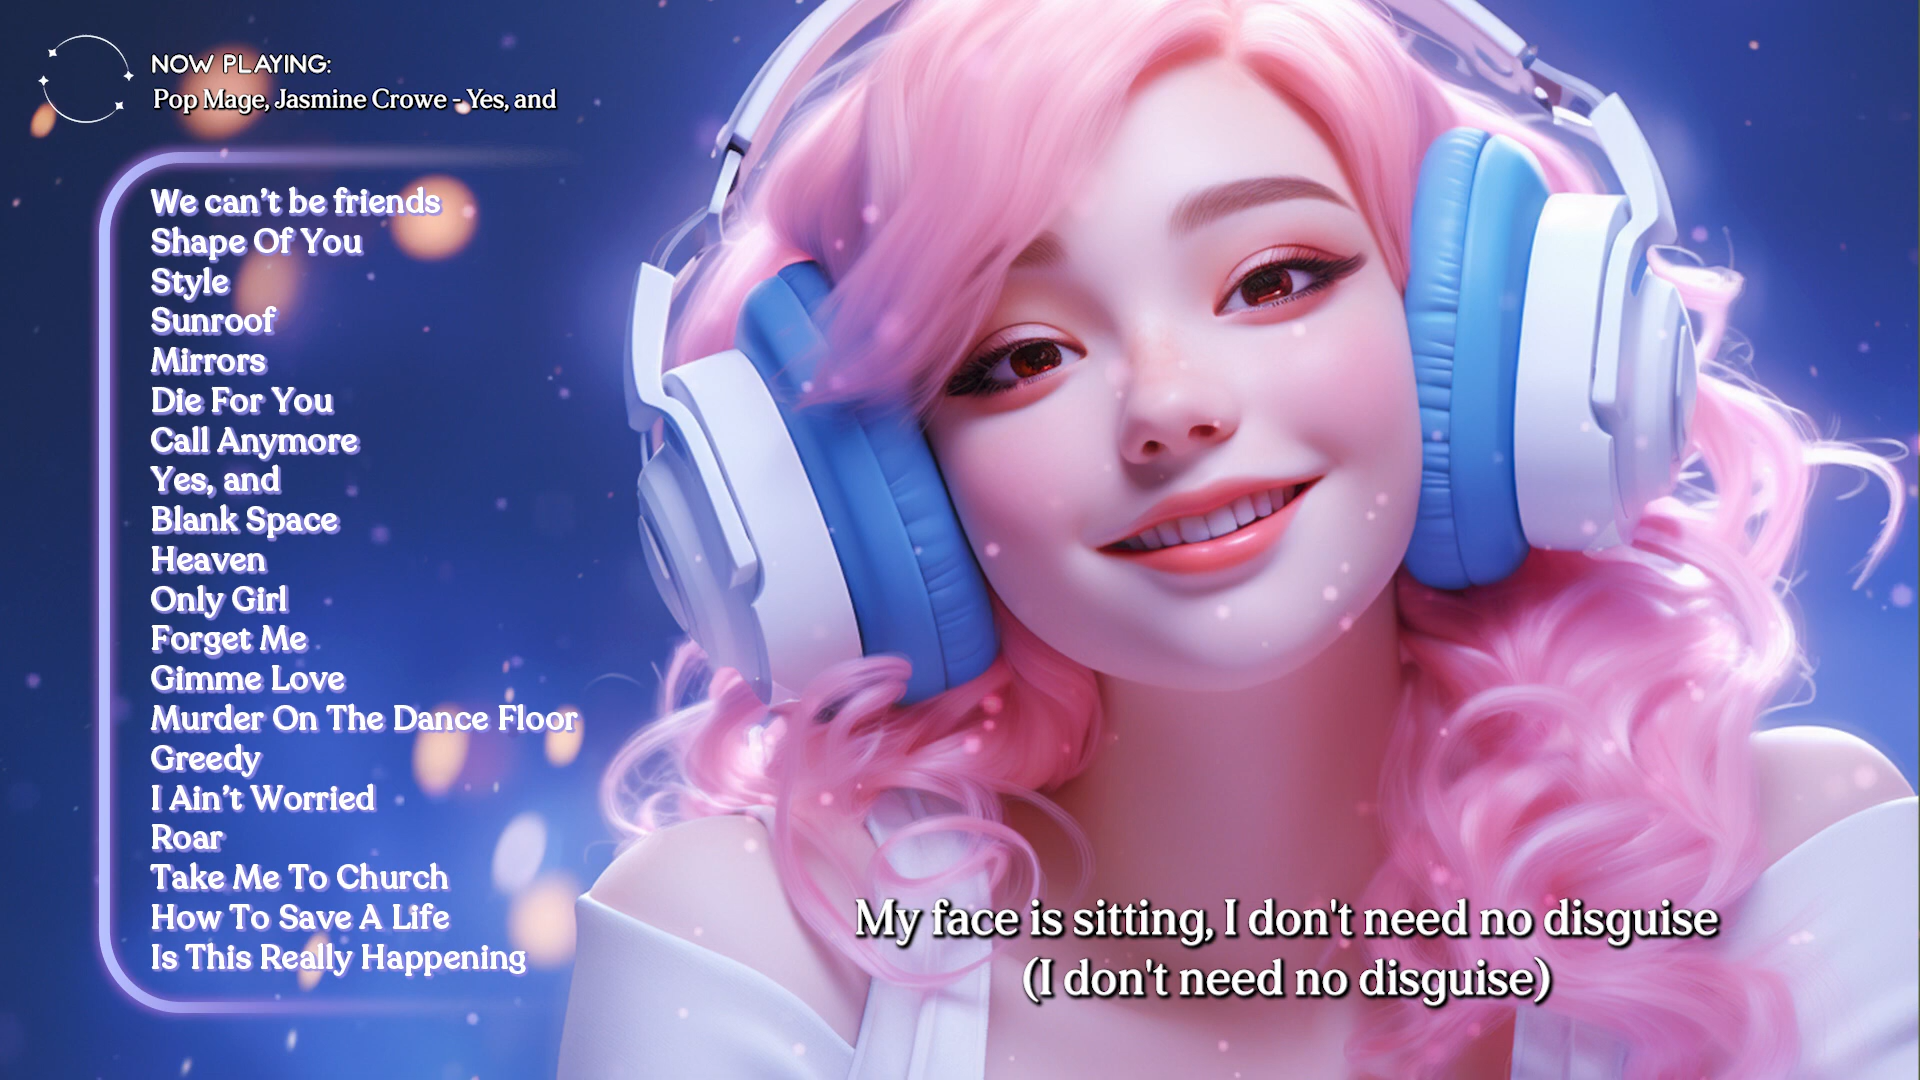 NOW PLAYING:
Pop Mage, Jasmine Crowe - Yes, and
We can't be friends
Shape Of You
Style
Sunroof
Mirrors
Die For You
Call Anymore
Yes, and
Blank Space
Heaven
Only Girl
Forget Me
Gimme Love
Murder On The Dance Floor
Greedy
I Ain't Worried
Roar
Take Me To Church
How To Save A Life
Is This Really Happening
My face is sitting, I don't need no disguise
(I don't need no disguise)